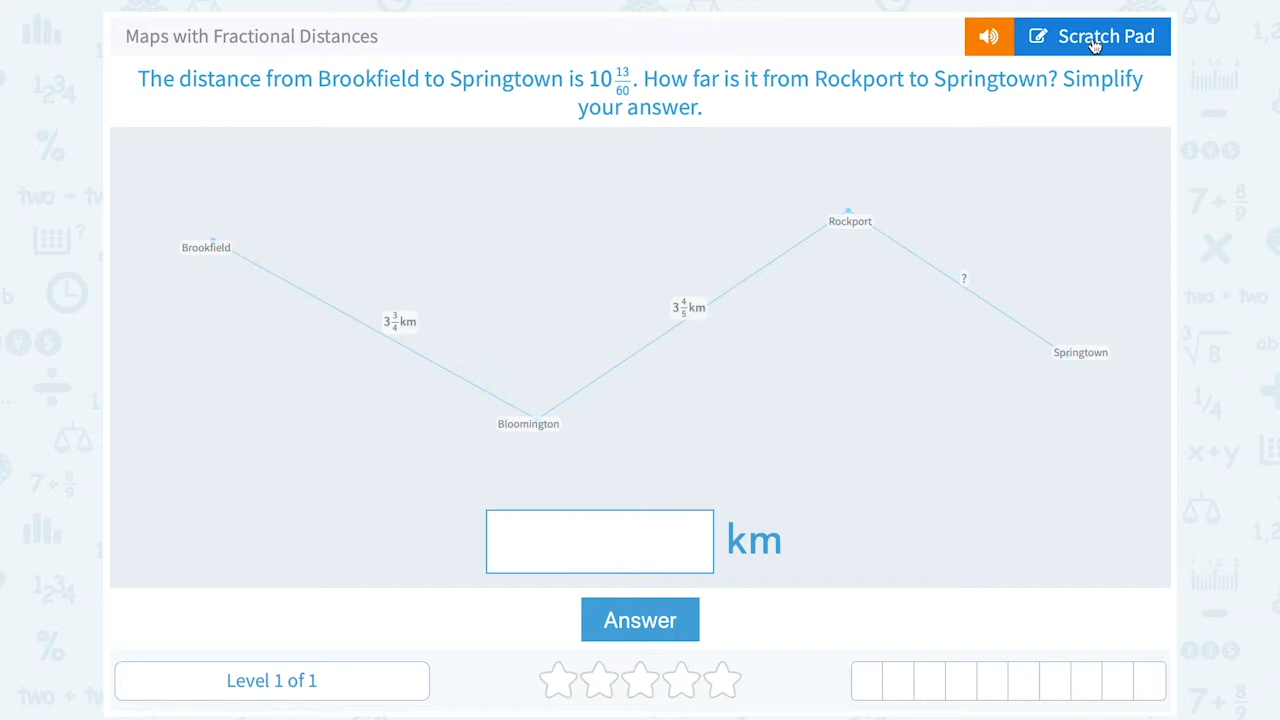 Maps with Fractional Distances
Scratch Pad
The distance from Brookfield to Springtown is 10 13/60. How far is it from Rockport to Springtown? Simplify
your answer.
Rockport
Brookfield
?
3 4/5 km
3 3/4 km
Springtown
Bloomington
km
Answer
Level 1 of 1